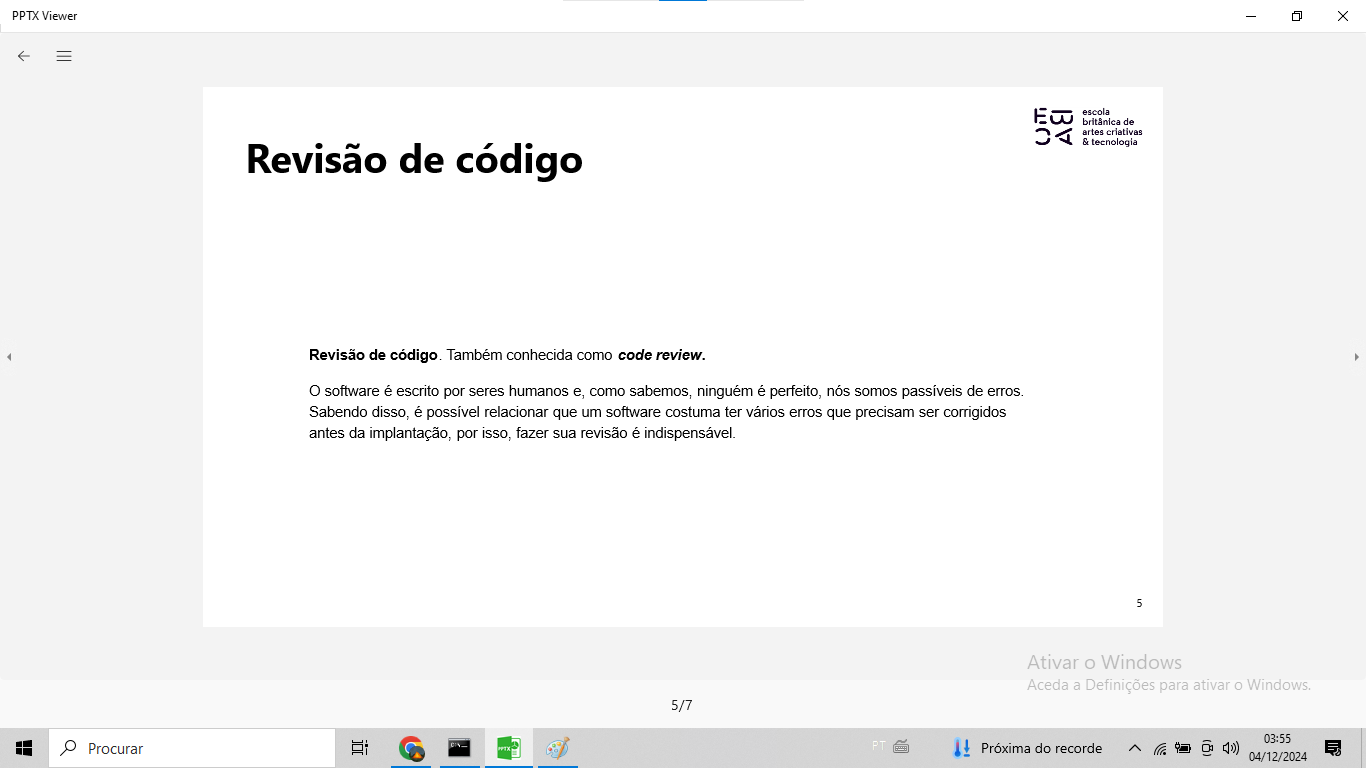 PPTX Viewer
escola
britânica de
artes criativas
& tecnologia
Revisão de código
Revisão de código. Também conhecida como code review.
O software é escrito por seres humanos e, como sabemos, ninguém é perfeito, nós somos passíveis de erros.
Sabendo disso, é possível relacionar que um software costuma ter vários erros que precisam ser corrigidos
antes da implantação, por isso, fazer sua revisão é indispensável.
5
Ativar o Windows
Aceda a Definições para ativar o Windows.
5/7
Procurar
PT
Próxima do recorde
03:55
04/12/2024